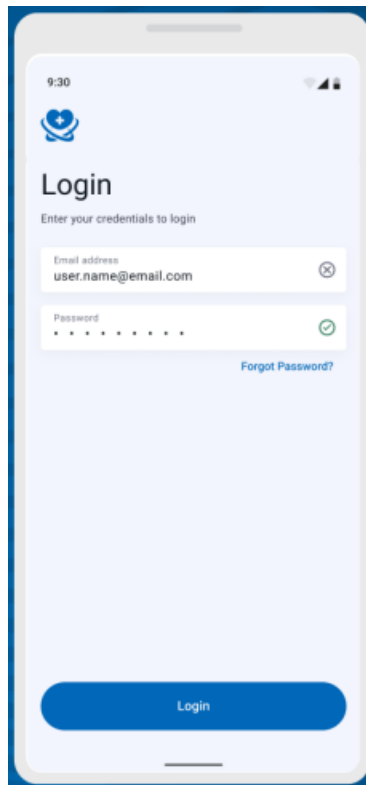 9:30
Login
Enter your credentials to login
Email address
user.name@email.com
Password
Forgot Password?
Login